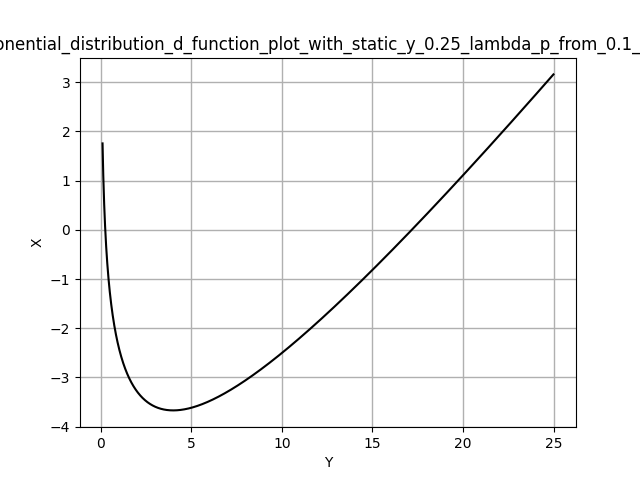 onential_distribution_d_function_plot_with_static_y_0.25_lambda_p_from_0.1_
3
2
1
0
−1
−2
−3
−4
X
0 5 10 15 20 25
Y